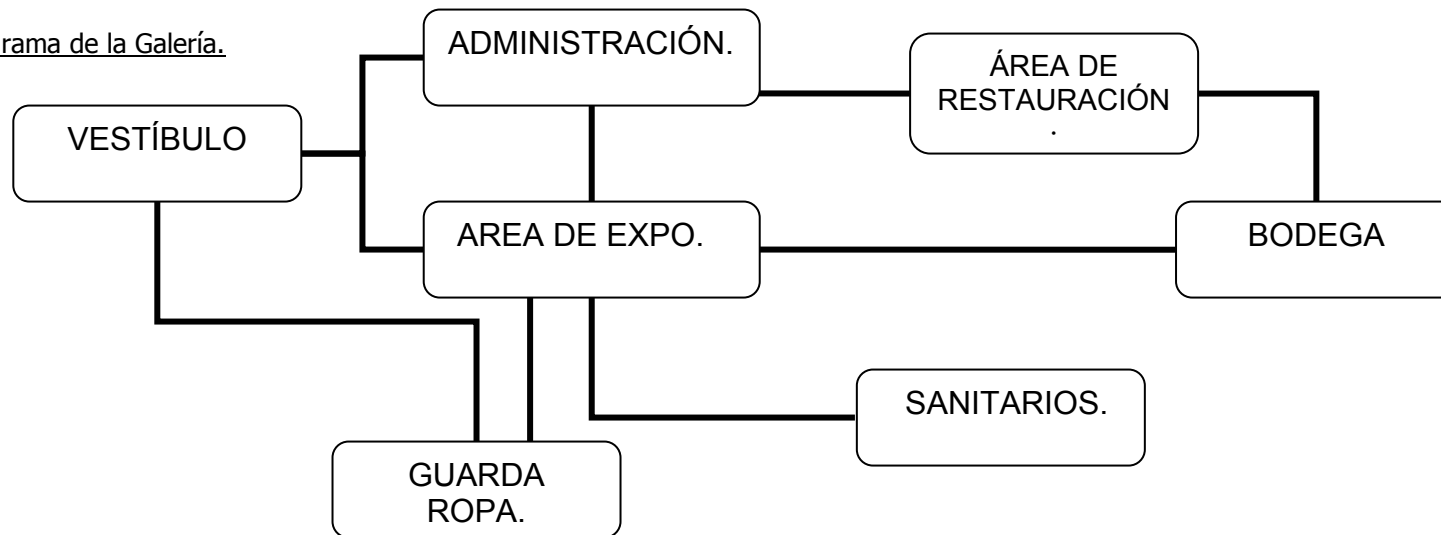 rama de la Galería.
ADMINISTRACIÓN.
ÁREA DE
RESTAURACIÓN
.
VESTÍBULO
AREA DE EXPO.
BODEGA
SANITARIOS.
GUARDA
ROPA.